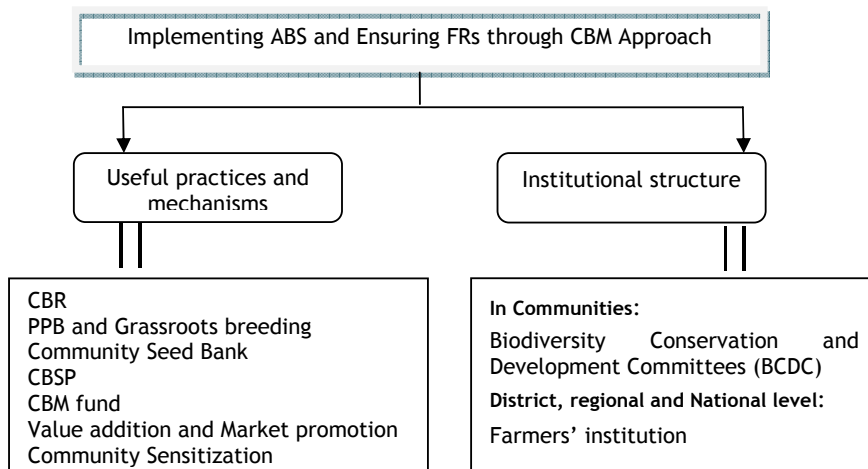 Implementing ABS and Ensuring FRs through CBM Approach
Useful practices and
mechanisms
CBR
PPB and Grassroots breeding
Community Seed Bank
CBSP
CBM fund
Value addition and Market promotion
Community Sensitization
Institutional structure
In Communities:
Biodiversity Conservation and
Development Committees (BCDC)
District, regional and National level:
Farmers’ institution